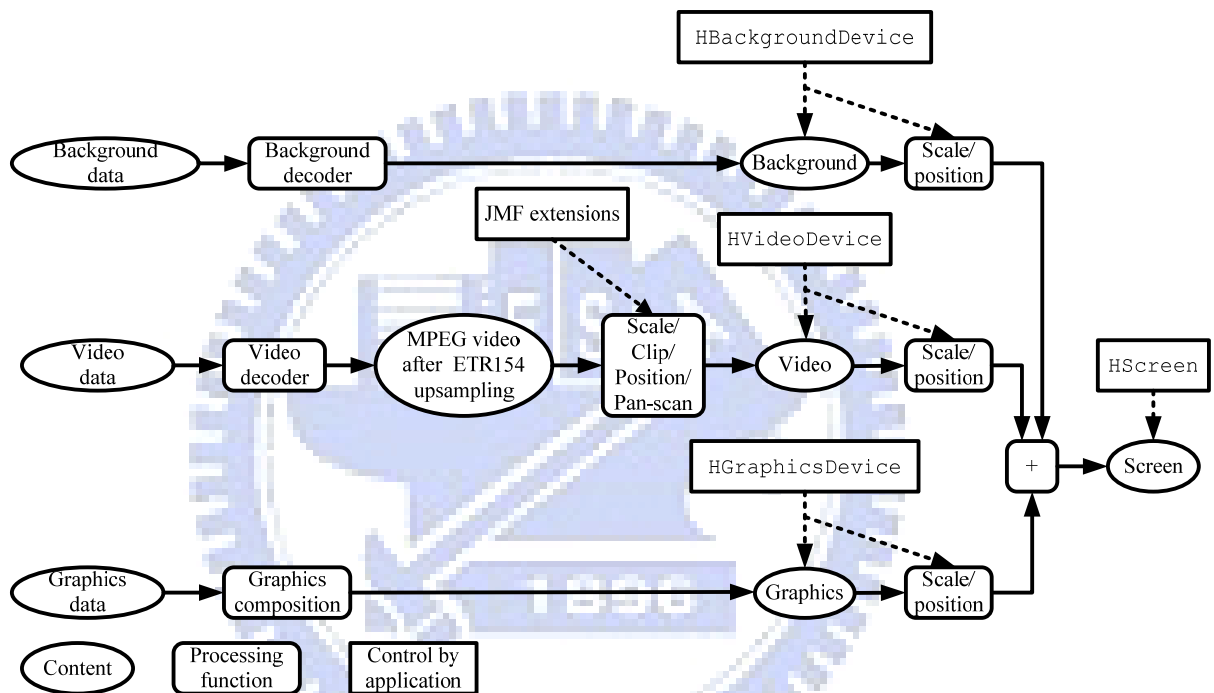 HBackgroundDevice
Background
data
Background
decoder
Background
Scale/
position
JMF extensions
HVideoDevice
Video
data
Video
decoder
MPEG video
after ETR154
upsampling
Scale/
Clip/
Position/
Pan-scan
Video
Scale/
position
HScreen
HGraphicsDevice
+
Screen
Graphics
data
Graphics
composition
Graphics
Scale/
position
1896
Content
Processing
function
Control by
application